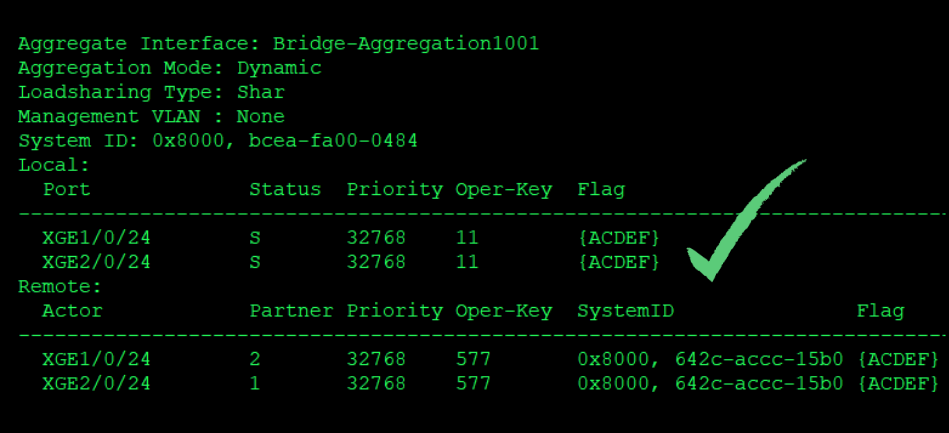 Aggregate Interface: Bridge-Aggregation1001
Aggregation Mode: Dynamic
Loadsharing Type: Shar
Management VLAN : None
System ID: 0x8000, bcea-fa00-0484
Local:
  Port             Status  Priority Oper-Key  Flag
--------------------------------------------------------------------------------
  XGE1/0/24        S       32768    11        {ACDEF}
  XGE2/0/24        S       32768    11        {ACDEF}
Remote:
  Actor            Partner Priority Oper-Key  SystemID               Flag
--------------------------------------------------------------------------------
  XGE1/0/24        2       32768    577       0x8000, 642c-accc-15b0 {ACDEF}
  XGE2/0/24        1       32768    577       0x8000, 642c-accc-15b0 {ACDEF}